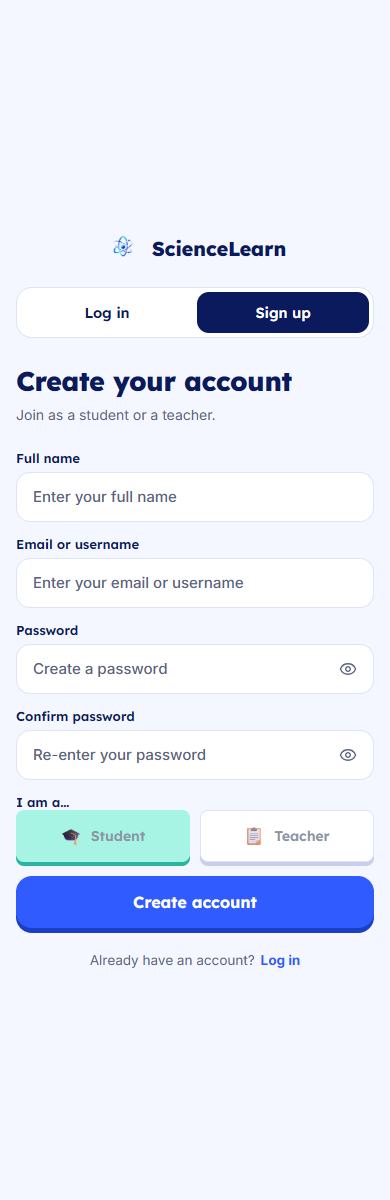 ScienceLearn
Log in
Sign up
Create your account
Join as a student or a teacher.
Full name
Enter your full name
Email or username
Enter your email or username
Password
Create a password
Confirm password
Re-enter your password
I am a...
Student
Teacher
Create account
Already have an account? Log in